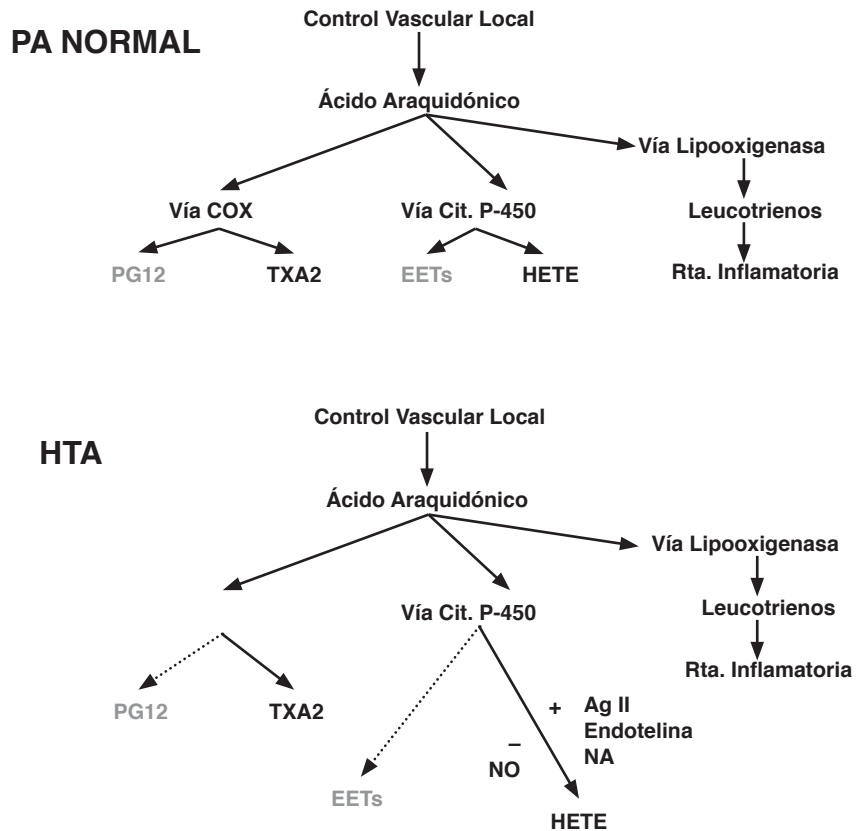 Control Vascular Local
PA NORMAL
Ácido Araquidónico
Vía Lipooxigenasa
Vía COX
Vía Cit. P-450
Leucotrienos
PG12
TXA2
EETs
HETE
Rta. Inflamatoria
Control Vascular Local
HTA
Ácido Araquidónico
Vía Lipooxigenasa
Vía Cit. P-450
Leucotrienos
Rta. Inflamatoria
PG12
TXA2
+ Ag II
Endotelina
NA
–
NO
EETs
HETE